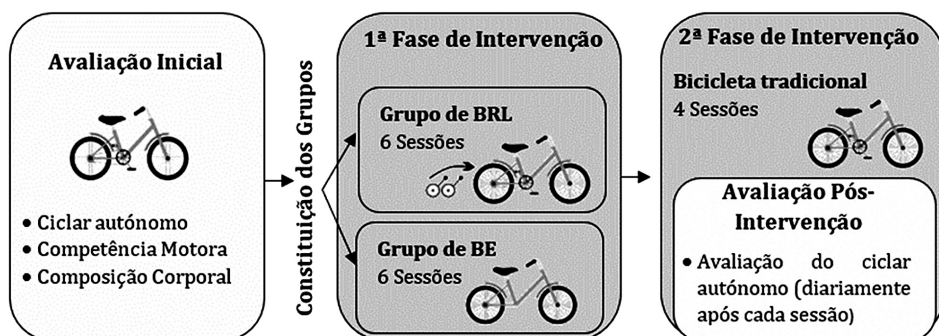 Avaliação Inicial
• Ciclar autónomo
• Competência Motora
• Composição Corporal
Constituição dos Grupos
1ª Fase de Intervenção
Grupo de BRL
6 Sessões
Grupo de BE
6 Sessões
2ª Fase de Intervenção
Bicicleta tradicional
4 Sessões
Avaliação Pós-
Intervenção
• Avaliação do ciclar
autónomo (diariamente
após cada sessão)